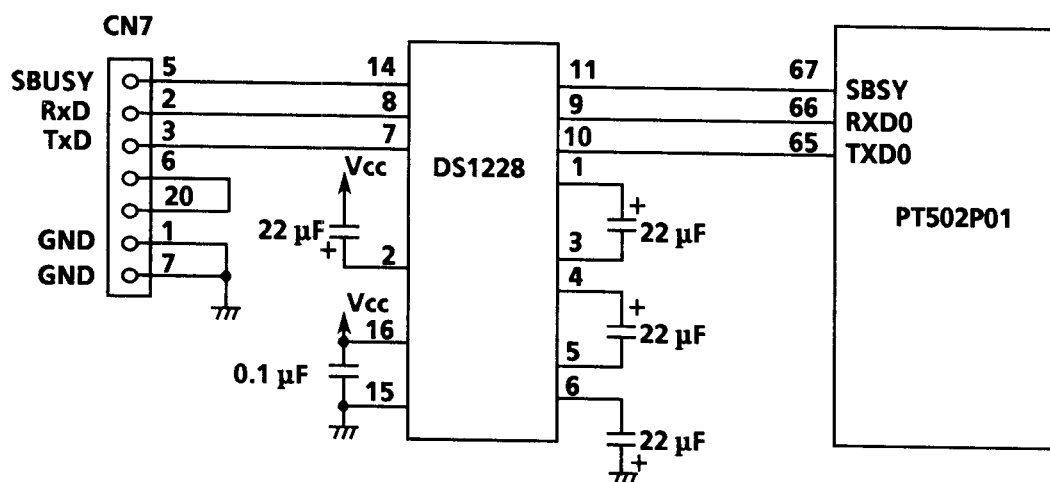 CN7
SBUSY 5 14
RxD 2 8
TxD 3 7
6
20
GND 1
GND 7
Vcc
22 µF
+
2
Vcc
16
0.1 µF
15
DS1228
11 67 SBSY
9 66 RXD0
10 65 TXD0
1
+
22 µF
3
4
+
22 µF
5
6
22 µF
+
PT502P01